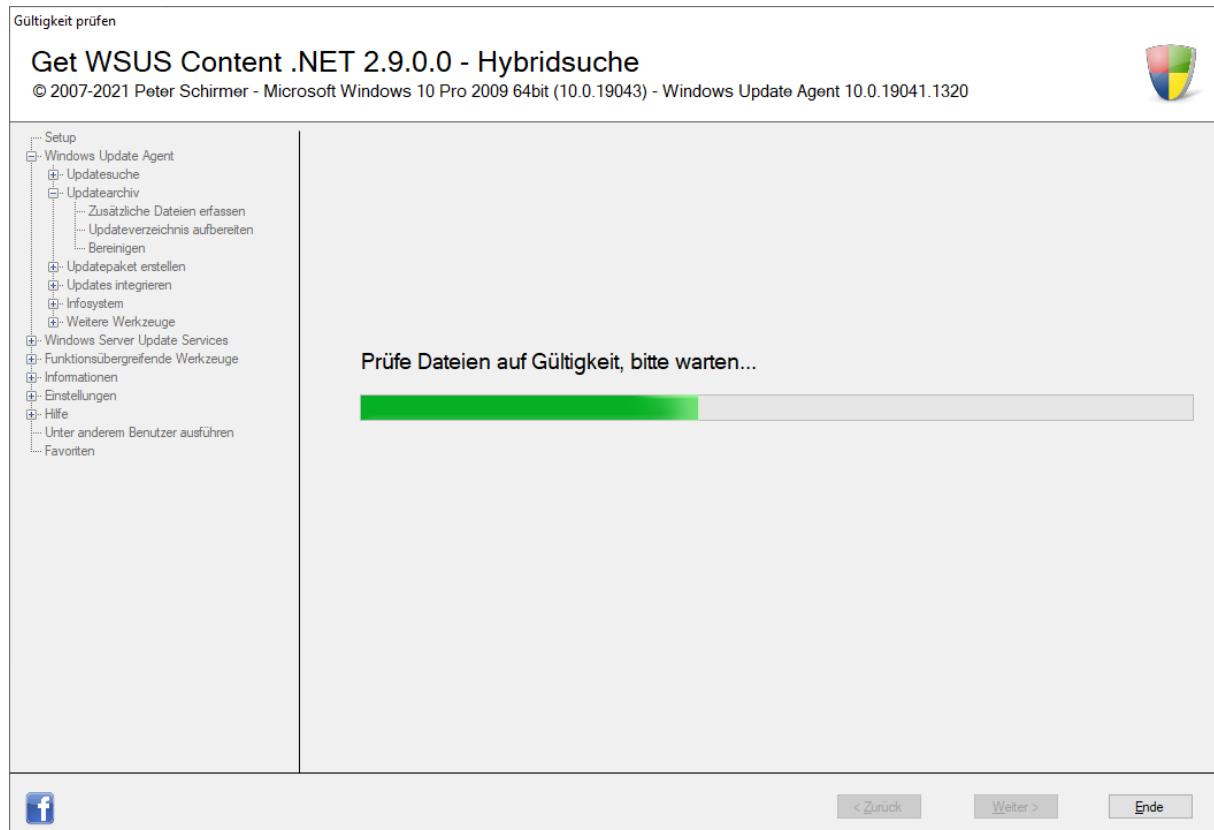 Gültigkeit prüfen
Get WSUS Content .NET 2.9.0.0 - Hybridsuche
© 2007-2021 Peter Schirmer - Microsoft Windows 10 Pro 2009 64bit (10.0.19043) - Windows Update Agent 10.0.19041.1320
Setup
Windows Update Agent
Updatesuche
Updatearchiv
Zusätzliche Dateien erfassen
Updateverzeichnis aufbereiten
Bereinigen
Updatepaket erstellen
Updates integrieren
Infosystem
Weitere Werkzeuge
Windows Server Update Services
Funktionsübergreifende Werkzeuge
Informationen
Einstellungen
Hilfe
Unter anderem Benutzer ausführen
Favoriten
Prüfe Dateien auf Gültigkeit, bitte warten...
f
< Zurück
Weiter >
Ende